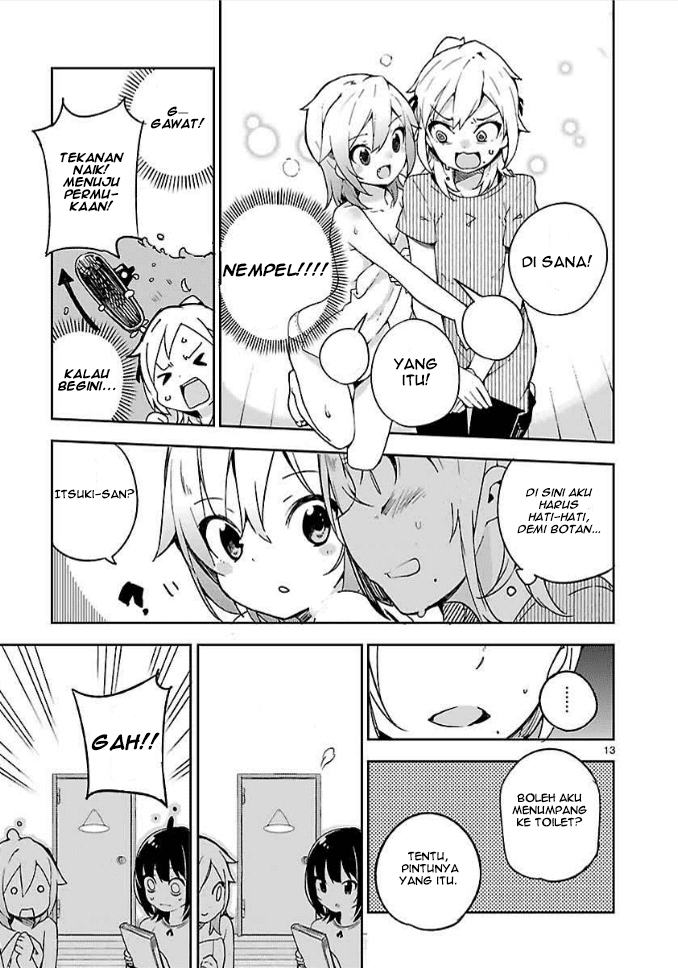 DI SANA!
YANG
ITU!
NEMPEL!!!!
G—
GAWAT!
TEKANAN
NAIK!
MENUJU
PERMU-
KAAN!
KALAU
BEGINI...
DI SINI AKU
HARUS
HATI-HATI,
DEMI BOTAN...
ITSUKI-SAN?
.......
13
BOLEH AKU
MENUMPANG
KE TOILET?
TENTU,
PINTUNYA
YANG ITU.
GAH!!